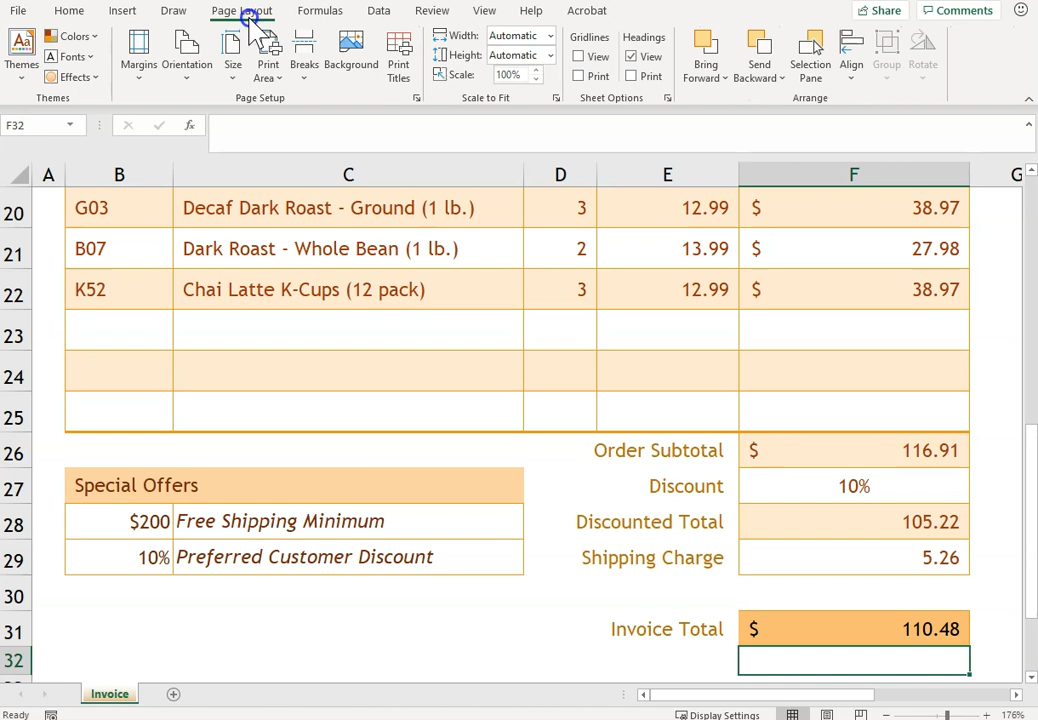 File Home Insert Draw Page Layout Formulas Data Review View Help Acrobat Share Comments
Colors Width: Automatic Gridlines Headings
Fonts Height: Automatic View View
Themes Effects Margins Orientation Size Print Area Breaks Background Print Titles Scale: 100% Print Print Bring Forward Send Backward Selection Pane Align Group Rotate
Themes Page Setup Scale to Fit Sheet Options Arrange
F32 fx
A B C D E F G
20 G03 Decaf Dark Roast - Ground (1 lb.) 3 12.99 $ 38.97
21 B07 Dark Roast - Whole Bean (1 lb.) 2 13.99 $ 27.98
22 K52 Chai Latte K-Cups (12 pack) 3 12.99 $ 38.97
23
24
25
26 Order Subtotal $ 116.91
27 Special Offers Discount 10%
28 $200 Free Shipping Minimum Discounted Total 105.22
29 10% Preferred Customer Discount Shipping Charge 5.26
30
31 Invoice Total $ 110.48
32
Invoice
Ready Display Settings 176%